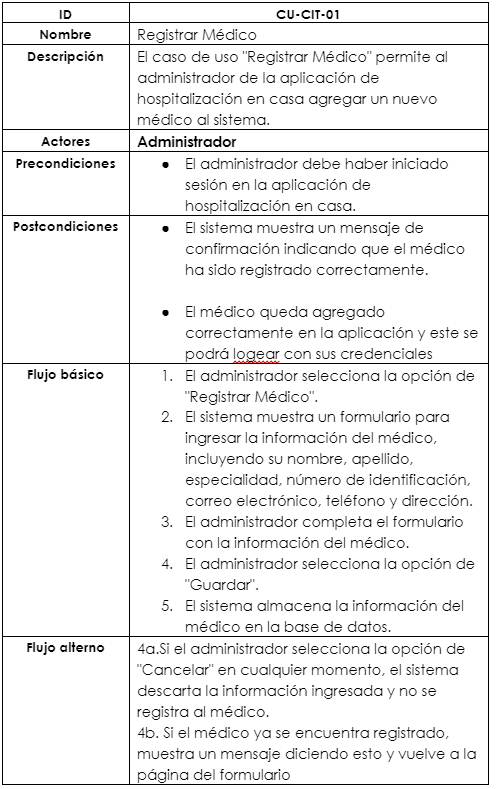 ID CU-CIT-01
Nombre Registrar Médico
Descripción El caso de uso "Registrar Médico" permite al
administrador de la aplicación de
hospitalización en casa agregar un nuevo
médico al sistema.
Actores Administrador
Precondiciones ● El administrador debe haber iniciado
sesión en la aplicación de
hospitalización en casa.
Postcondiciones ● El sistema muestra un mensaje de
confirmación indicando que el médico
ha sido registrado correctamente.
● El médico queda agregado
correctamente en la aplicación y este se
podrá logear con sus credenciales
Flujo básico 1. El administrador selecciona la opción de
"Registrar Médico".
2. El sistema muestra un formulario para
ingresar la información del médico,
incluyendo su nombre, apellido,
especialidad, número de identificación,
correo electrónico, teléfono y dirección.
3. El administrador completa el formulario
con la información del médico.
4. El administrador selecciona la opción de
"Guardar".
5. El sistema almacena la información del
médico en la base de datos.
Flujo alterno 4a.Si el administrador selecciona la opción de
"Cancelar" en cualquier momento, el sistema
descarta la información ingresada y no se
registra al médico.
4b. Si el médico ya se encuentra registrado,
muestra un mensaje diciendo esto y vuelve a la
página del formulario